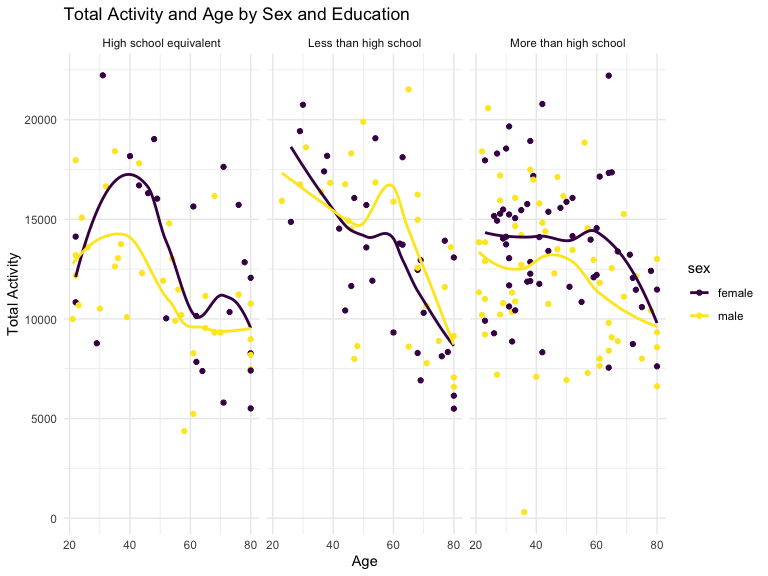 Total Activity and Age by Sex and Education
High school equivalent
Less than high school
More than high school
Total Activity
20000
15000
10000
5000
0
20 40 60 80
20 40 60 80
20 40 60 80
Age
sex
female
male